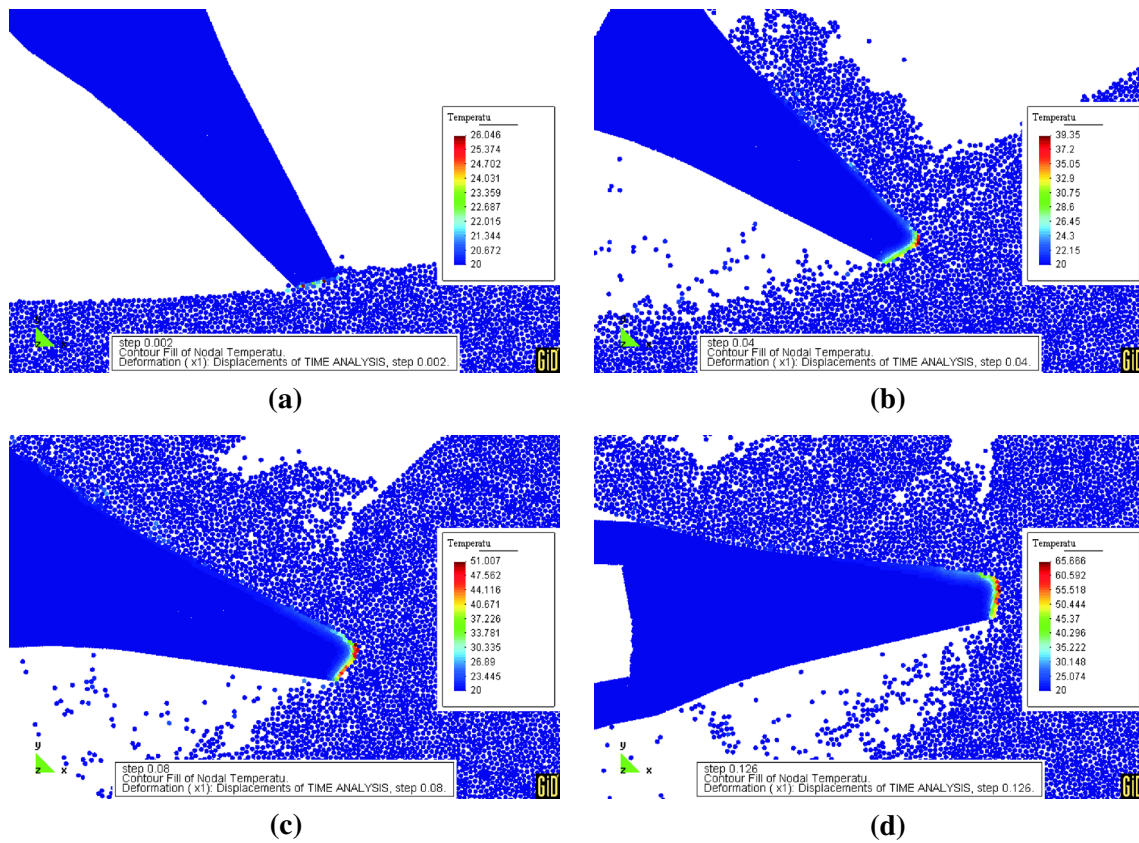 Temperatu
26.046
25.374
24.702
24.031
23.359
22.687
22.015
21.344
20.672
20
z x
step 0.002
Contour Fill of Nodal Temperatu.
Deformation ( x1): Displacements of TIME ANALYSIS, step 0.002.
GiD
(a)
Temperatu
39.35
37.2
35.05
32.9
30.75
28.6
26.45
24.3
22.15
20
z x
step 0.04
Contour Fill of Nodal Temperatu.
Deformation ( x1): Displacements of TIME ANALYSIS, step 0.04.
GiD
(b)
Temperatu
51.007
47.562
44.116
40.671
37.226
33.781
30.335
26.89
23.445
20
y
z x
step 0.08
Contour Fill of Nodal Temperatu.
Deformation ( x1): Displacements of TIME ANALYSIS, step 0.08.
GiD
(c)
Temperatu
65.666
60.592
55.518
50.444
45.37
40.296
35.222
30.148
25.074
20
y
z x
step 0.126
Contour Fill of Nodal Temperatu.
Deformation ( x1): Displacements of TIME ANALYSIS, step 0.126.
GiD
(d)